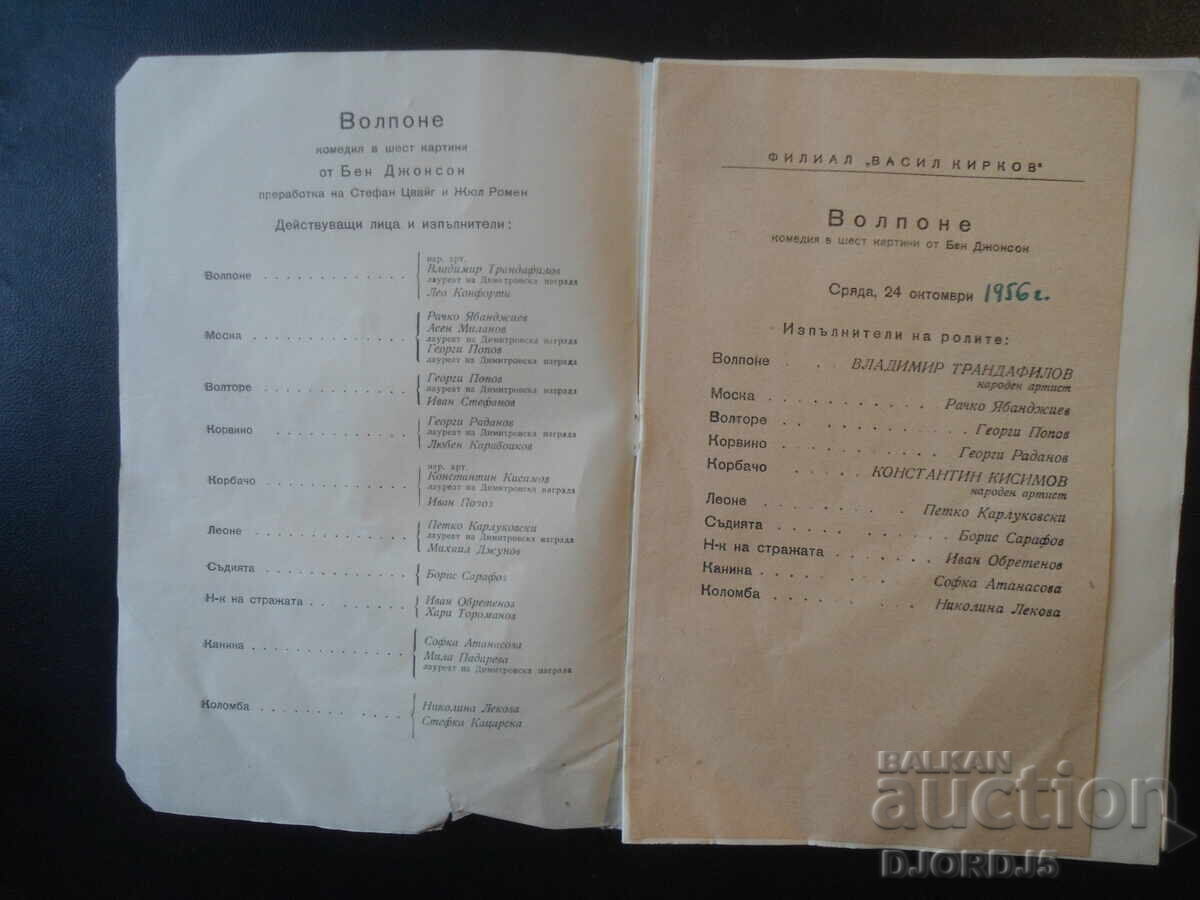 Волпоне
комедия в шест картини
от Бен Джонсон
преработка на Стефан Цвайг и Жюл Ромен
Действуващи лица и изпълнители:
Волпоне . . . . . . . . . . . .
нар. арт.
Владимир Трандафилов
лауреат на Димитровска награда
Лео Конфорти
Моска . . . . . . . . . . . .
Рачко Ябанджиев
Асен Миланов
лауреат на Димитровска награда
Георги Попов
лауреат на Димитровска награда
Волторе . . . . . . . . . . . .
Георги Попов
лауреат на Димитровска награда
Иван Стефанов
Корвино . . . . . . . . . . . .
Георги Раданов
лауреат на Димитровска награда
Любен Карабойков
Корбачо . . . . . . . . . . . .
нар. арт.
Константин Кисимов
лауреат на Димитровска награда
Иван Попов
Леоне . . . . . . . . . . . .
Петко Карлуковски
лауреат на Димитровска награда
Михаил Джунов
Съдията . . . . . . . . . . . .
Борис Сарафов
Н-к на стражата . . . . . . . .
Иван Обретенов
Хари Тороманов
Канина . . . . . . . . . . . .
Софка Атанасова
Мила Падарева
лауреат на Димитровска награда
Коломба . . . . . . . . . . . .
Николина Лекова
Стефка Кацарска
ФИЛИАЛ „ВАСИЛ КИРКОВ"
Волпоне
комедия в шест картини от Бен Джонсон
Сряда, 24 октомври 1956 г.
Изпълнители на ролите:
Волпоне . . ВЛАДИМИР ТРАНДАФИЛОВ
народен артист
Моска . . . . . . . . . . . Рачко Ябанджиев
Волторе . . . . . . . . . . . Георги Попов
Корвино . . . . . . . . . . . Георги Раданов
Корбачо . . . КОНСТАНТИН КИСИМОВ
народен артист
Леоне . . . . . . . . . . Петко Карлуковски
Съдията . . . . . . . . . . Борис Сарафов
Н-к на стражата . . . . . . . Иван Обретенов
Канина . . . . . . . . . . Софка Атанасова
Коломба . . . . . . . . . . Николина Лекова
BALKAN
auction
DJORDJ5